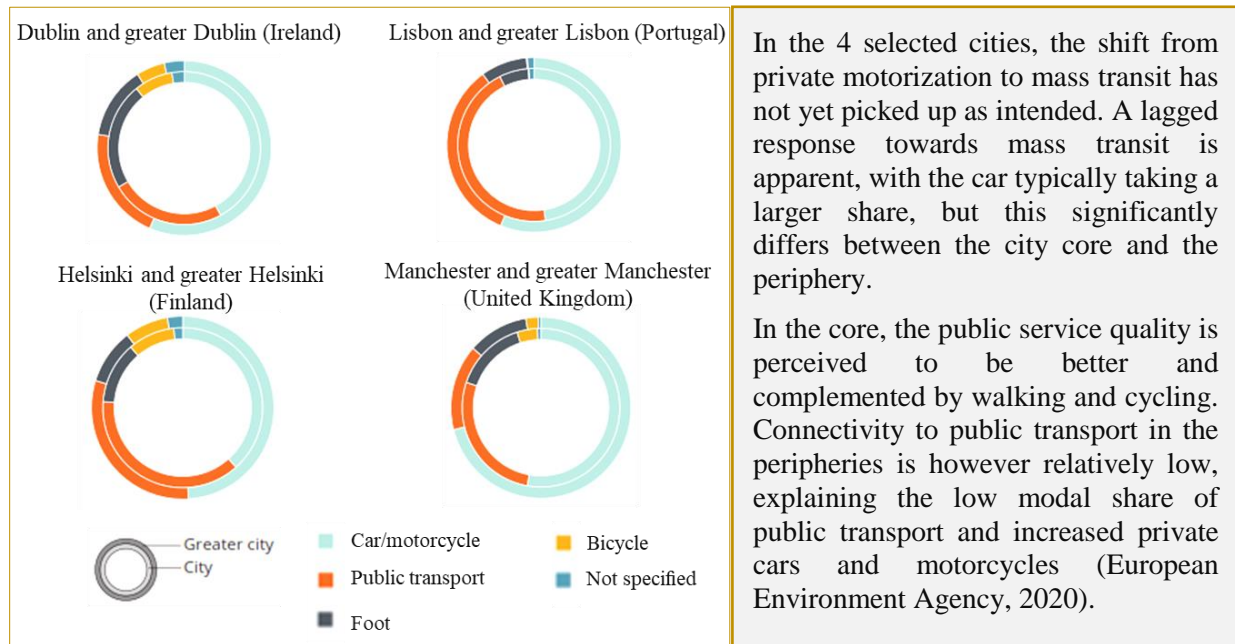 Dublin and greater Dublin (Ireland)
Lisbon and greater Lisbon (Portugal)
Helsinki and greater Helsinki
(Finland)
Manchester and greater Manchester
(United Kingdom)
Greater city
City
Car/motorcycle
Public transport
Foot
Bicycle
Not specified
In the 4 selected cities, the shift from
private motorization to mass transit has
not yet picked up as intended. A lagged
response towards mass transit is
apparent, with the car typically taking a
larger share, but this significantly
differs between the city core and the
periphery.
In the core, the public service quality is
perceived to be better and
complemented by walking and cycling.
Connectivity to public transport in the
peripheries is however relatively low,
explaining the low modal share of
public transport and increased private
cars and motorcycles (European
Environment Agency, 2020).